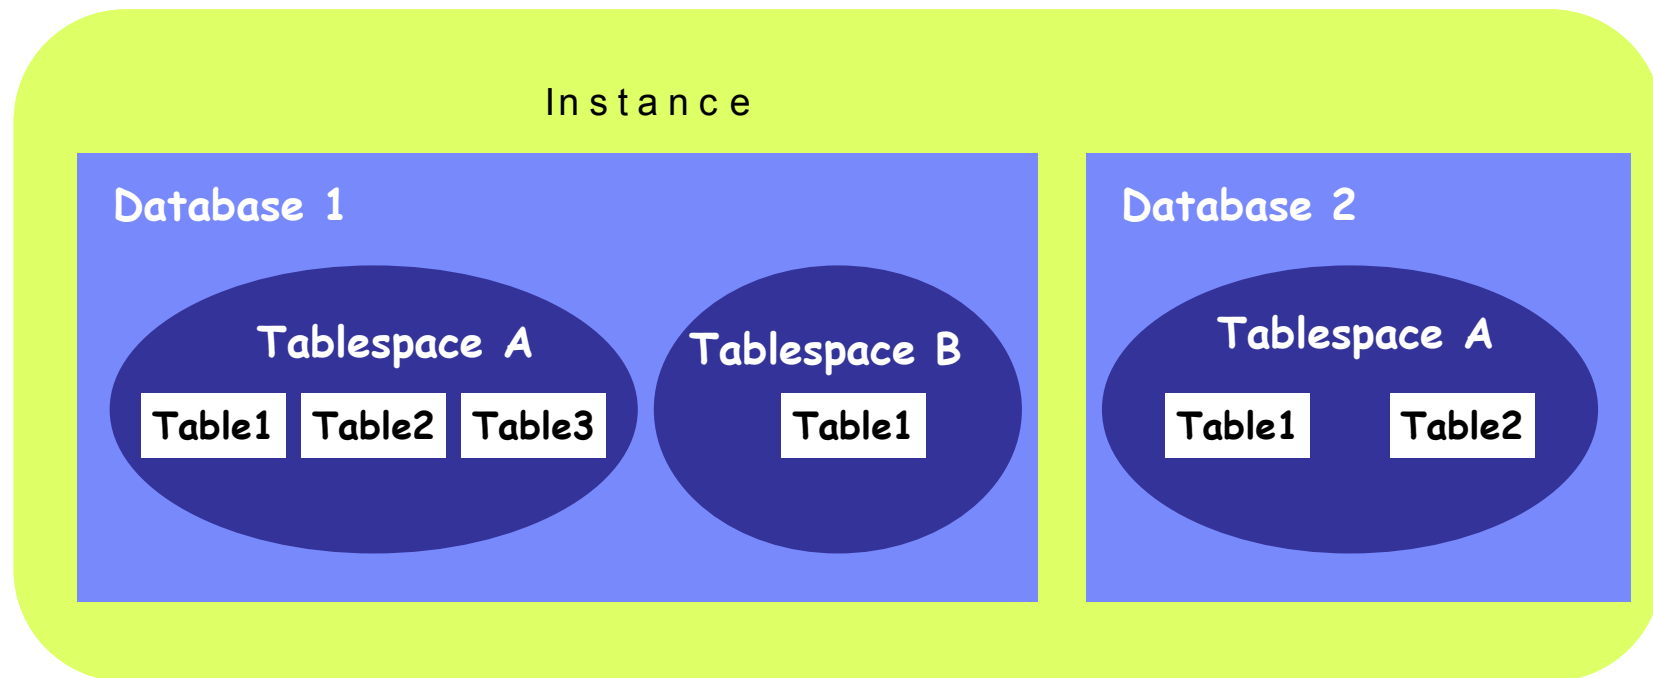 Instance
Database 1
Tablespace A
Table1 Table2 Table3
Tablespace B
Table1
Database 2
Tablespace A
Table1 Table2